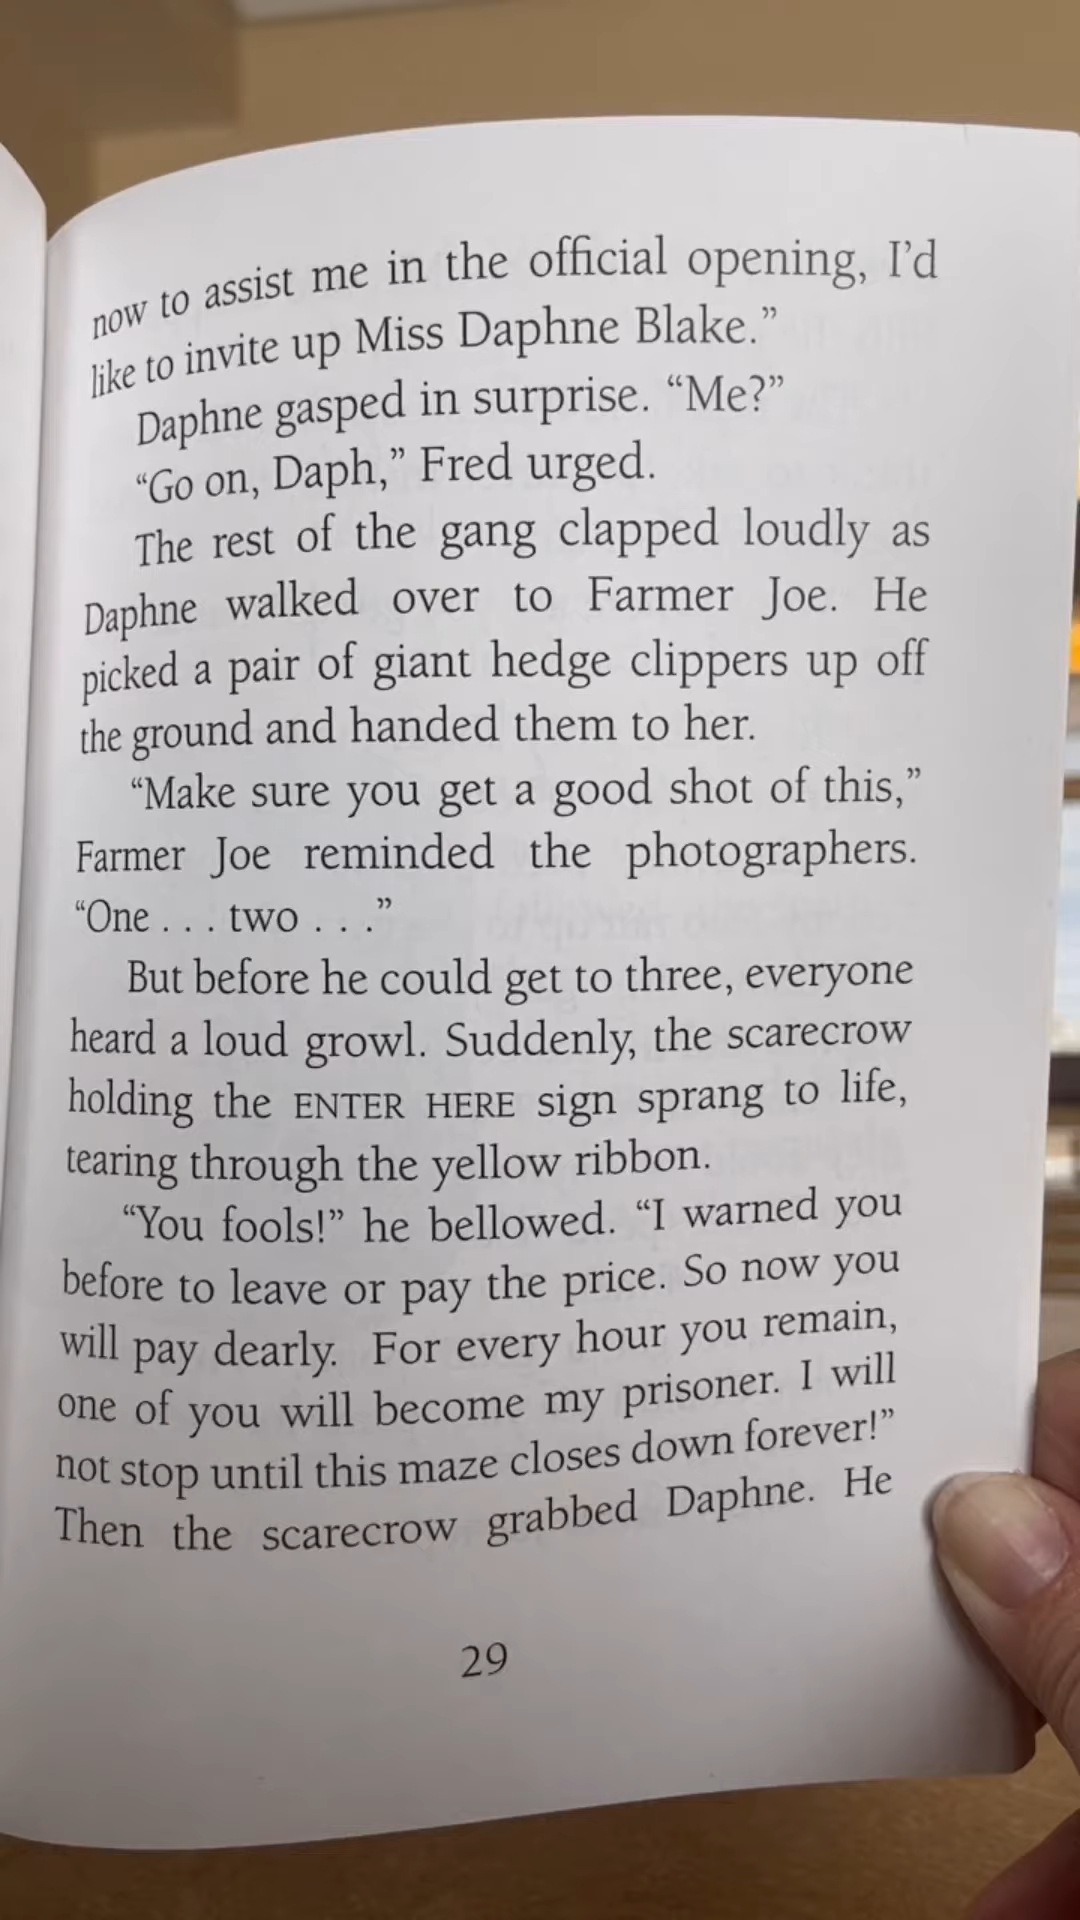 now to assist me in the official opening, I’d
like to invite up Miss Daphne Blake.”
Daphne gasped in surprise. “Me?”
“Go on, Daph,” Fred urged.
The rest of the gang clapped loudly as
Daphne walked over to Farmer Joe. He
picked a pair of giant hedge clippers up off
the ground and handed them to her.
“Make sure you get a good shot of this,”
Farmer Joe reminded the photographers.
“One . . . two . . .”
But before he could get to three, everyone
heard a loud growl. Suddenly, the scarecrow
holding the ENTER HERE sign sprang to life,
tearing through the yellow ribbon.
“You fools!” he bellowed. “I warned you
before to leave or pay the price. So now you
will pay dearly. For every hour you remain,
one of you will become my prisoner. I will
not stop until this maze closes down forever!”
Then the scarecrow grabbed Daphne. He
29